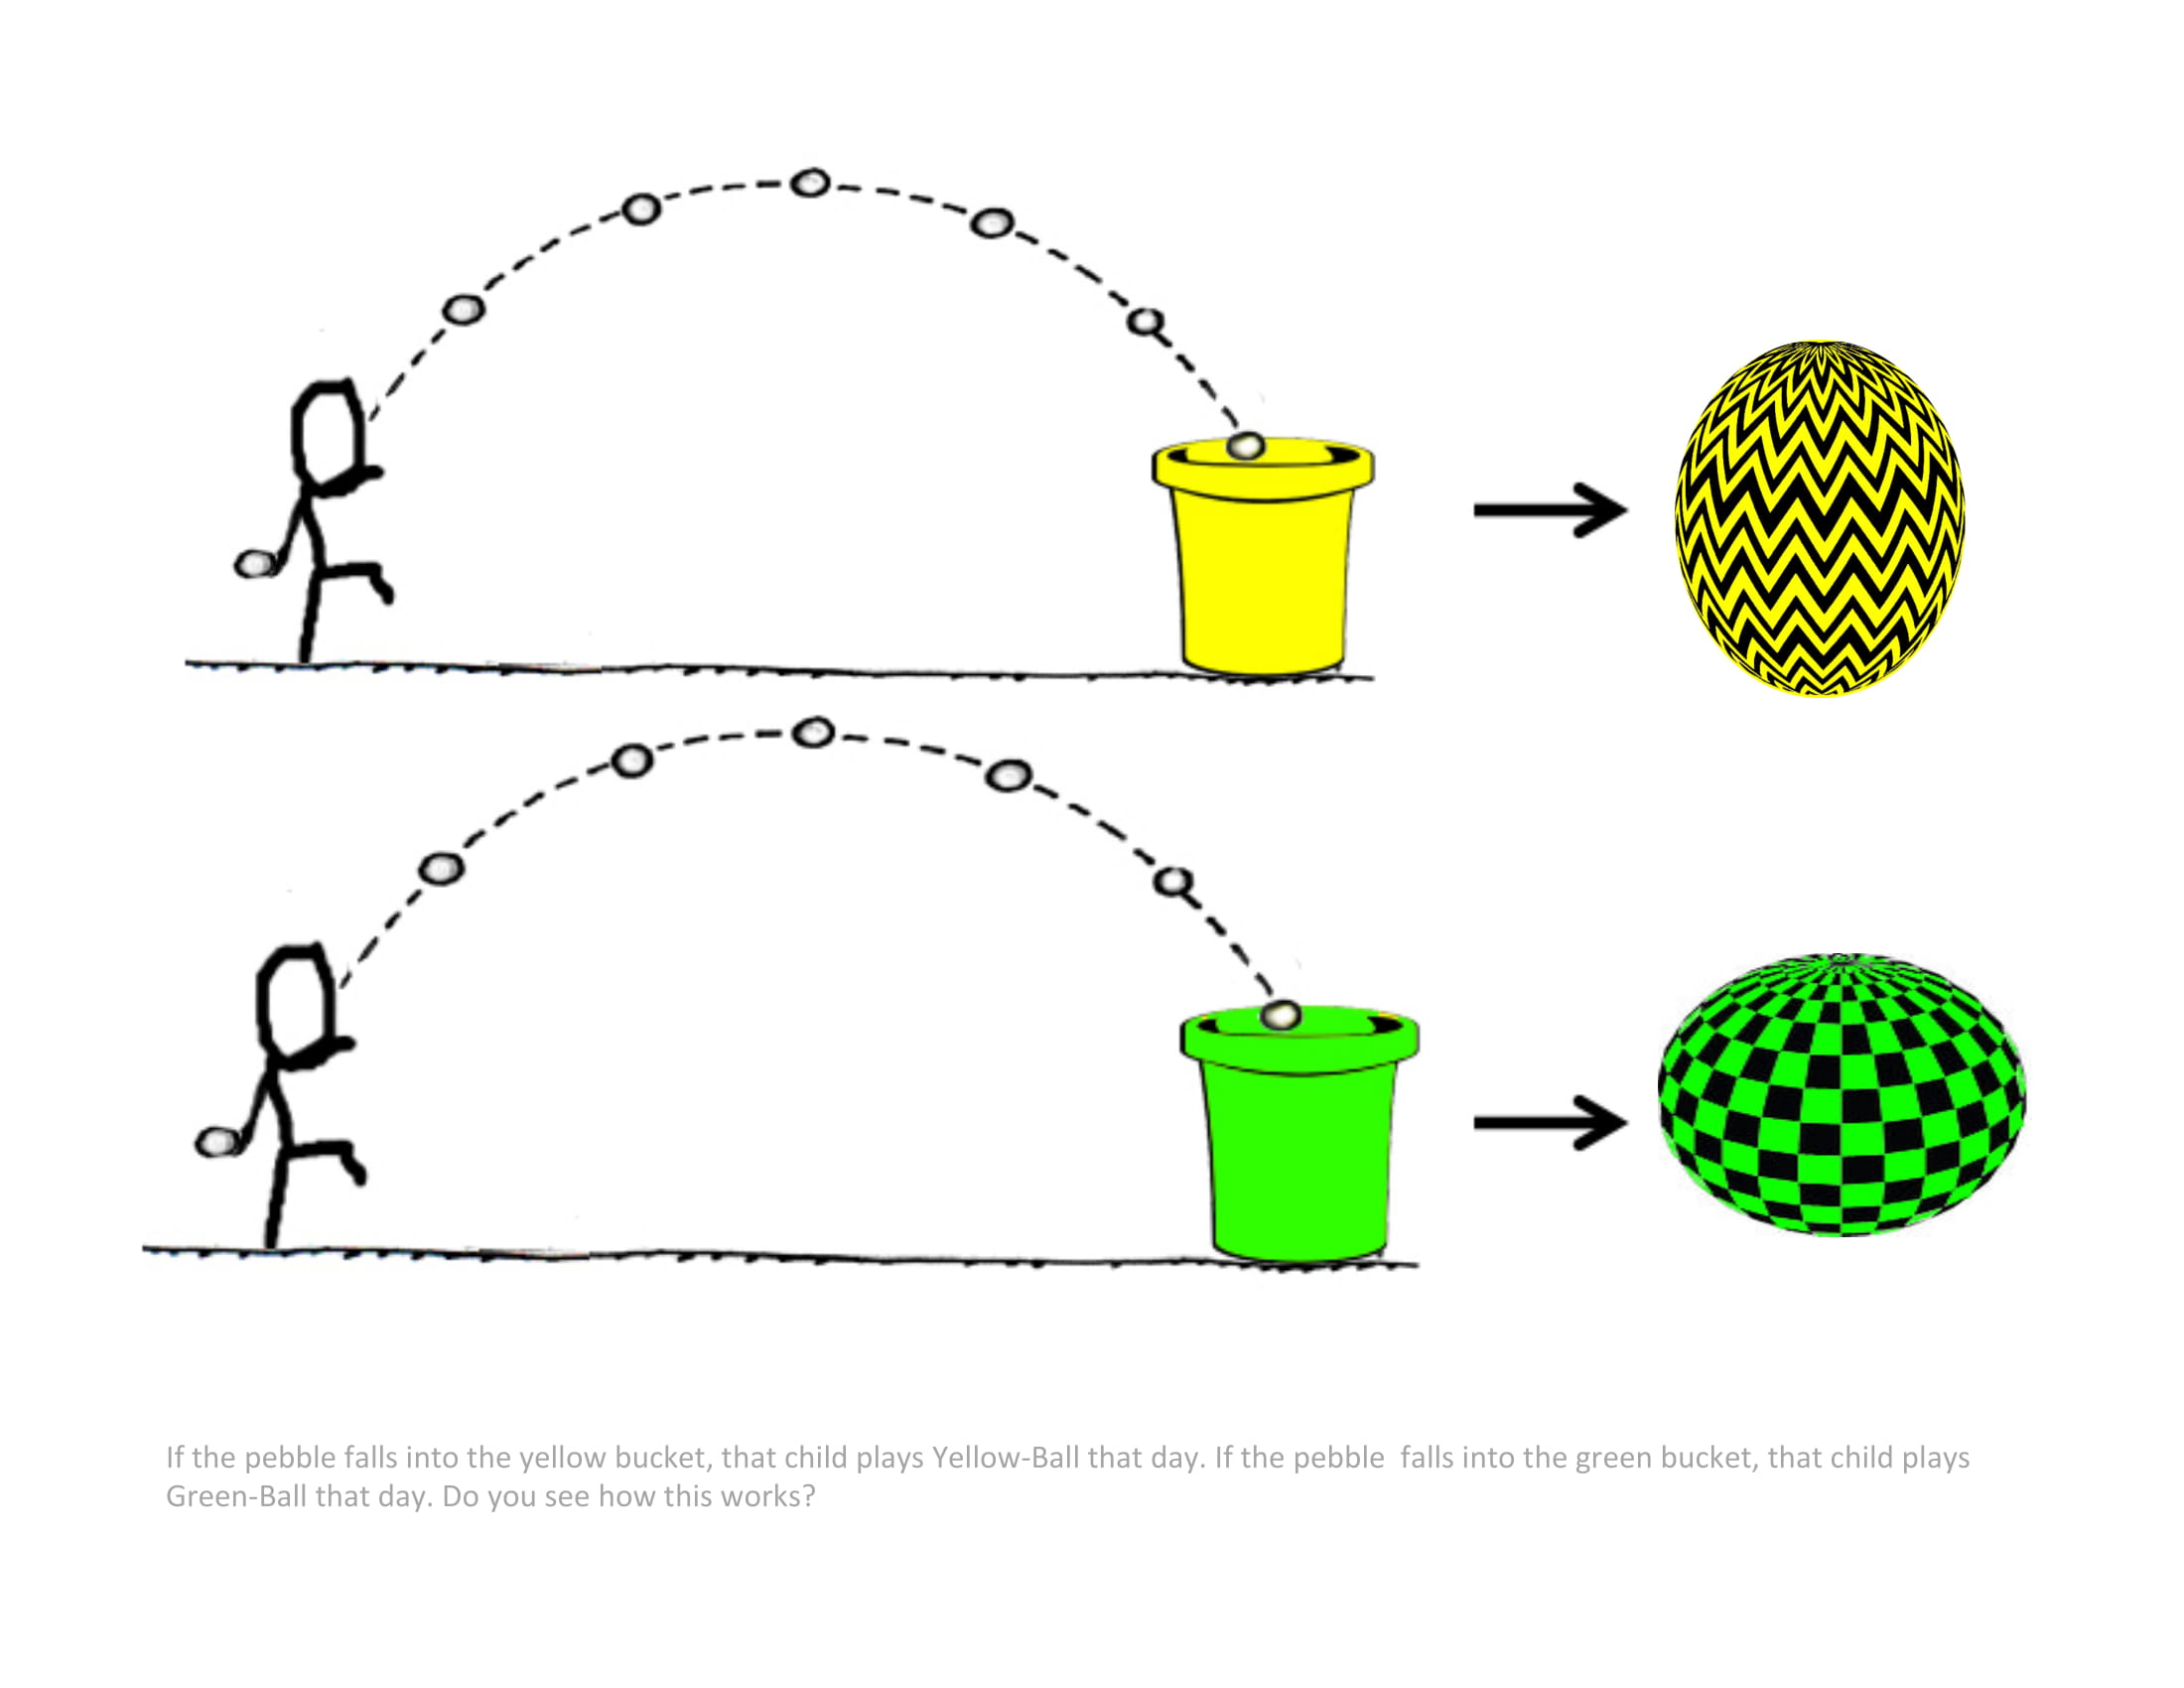 If the pebble falls into the yellow bucket, that child plays Yellow-Ball that day. If the pebble  falls into the green bucket, that child plays
Green-Ball that day. Do you see how this works?